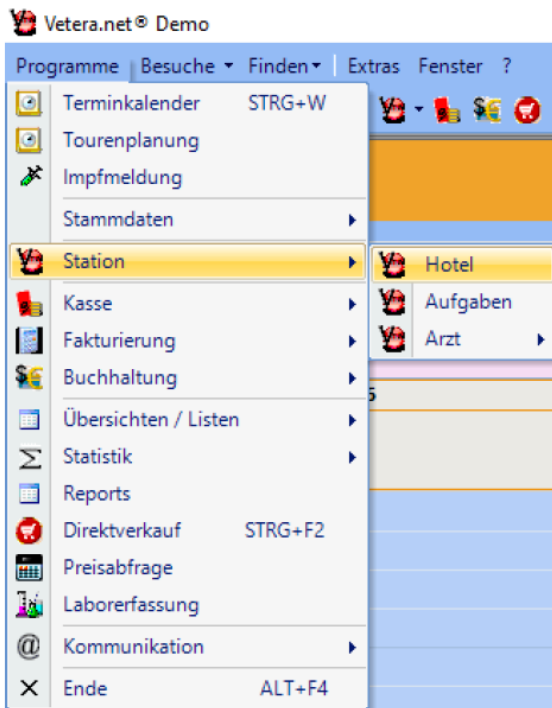 Vetera.net® Demo
Programme Besuche Finden Extras Fenster ?
Terminkalender STRG+W
Tourenplanung
Impfmeldung
Stammdaten
Station
Hotel
Kasse
Aufgaben
Fakturierung
Arzt
Buchhaltung
Übersichten / Listen
Statistik
Reports
Direktverkauf STRG+F2
Preisabfrage
Laborerfassung
Kommunikation
Ende ALT+F4